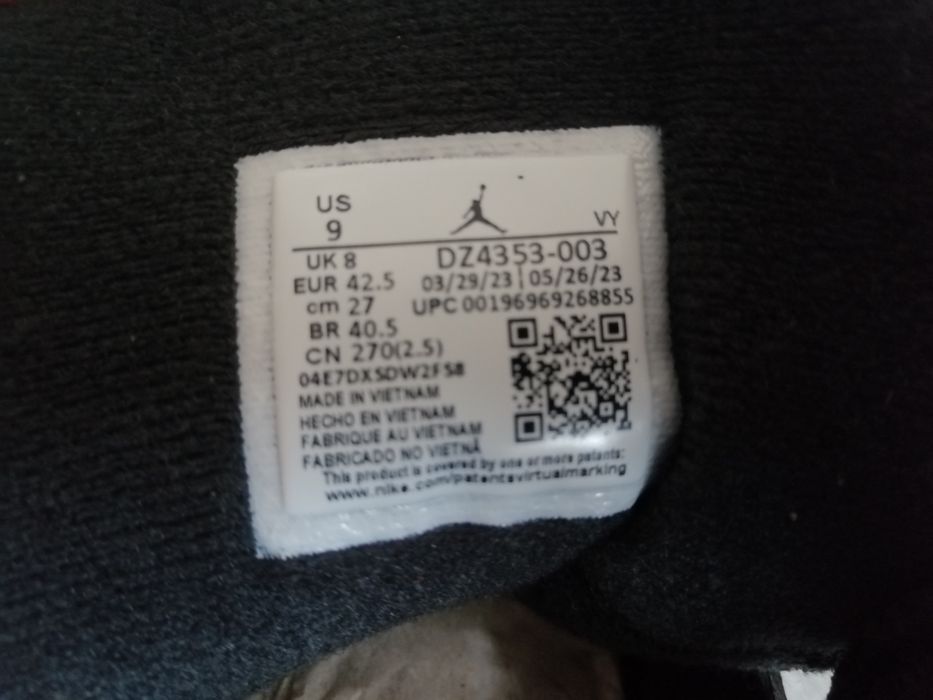 US
9
VY
UK 8
DZ4353-003
EUR 42.5
03/29/23 | 05/26/23
cm 27
UPC 00196969268855
BR 40.5
CN 270(2.5)
04E7DXSDW2FS8
MADE IN VIETNAM
HECHO EN VIETNAM
FABRIQUE AU VIETNAM
FABRICADO NO VIETNÃ
This product is covered by one or more patents:
www.nike.com/patentsvirtualmarking